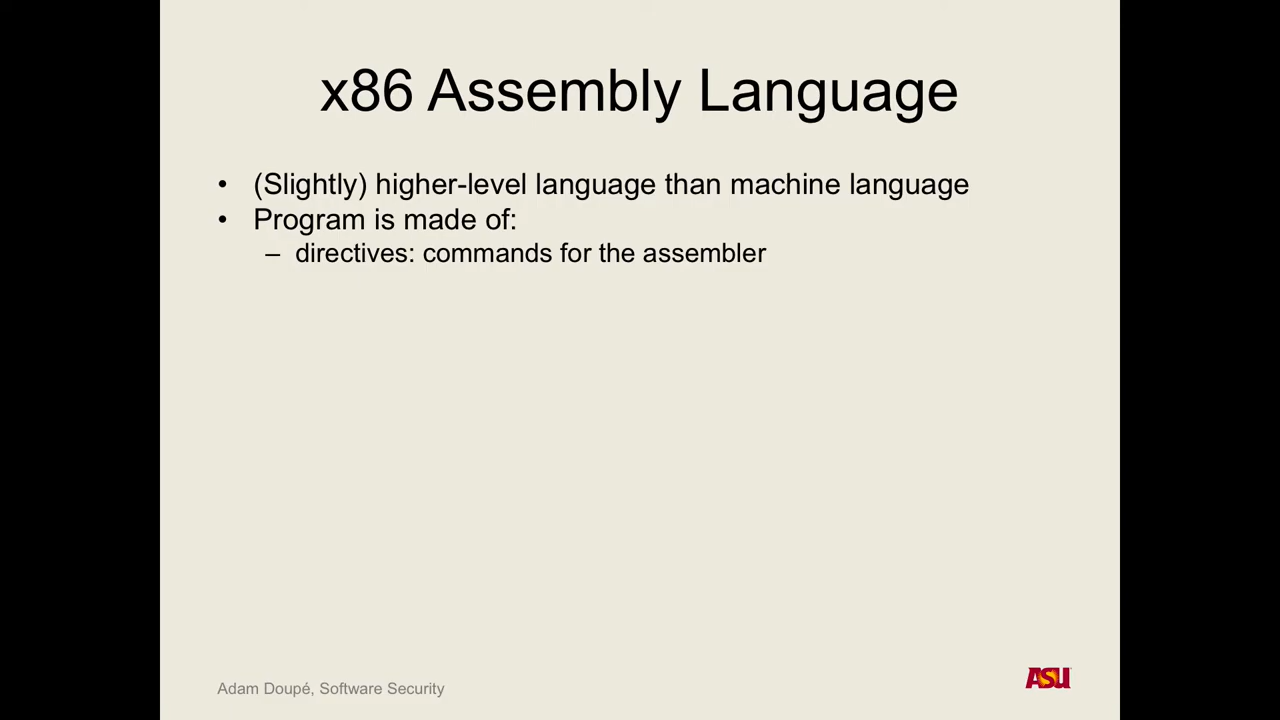 x86 Assembly Language
• (Slightly) higher-level language than machine language
• Program is made of:
– directives: commands for the assembler
Adam Doupé, Software Security
ASU